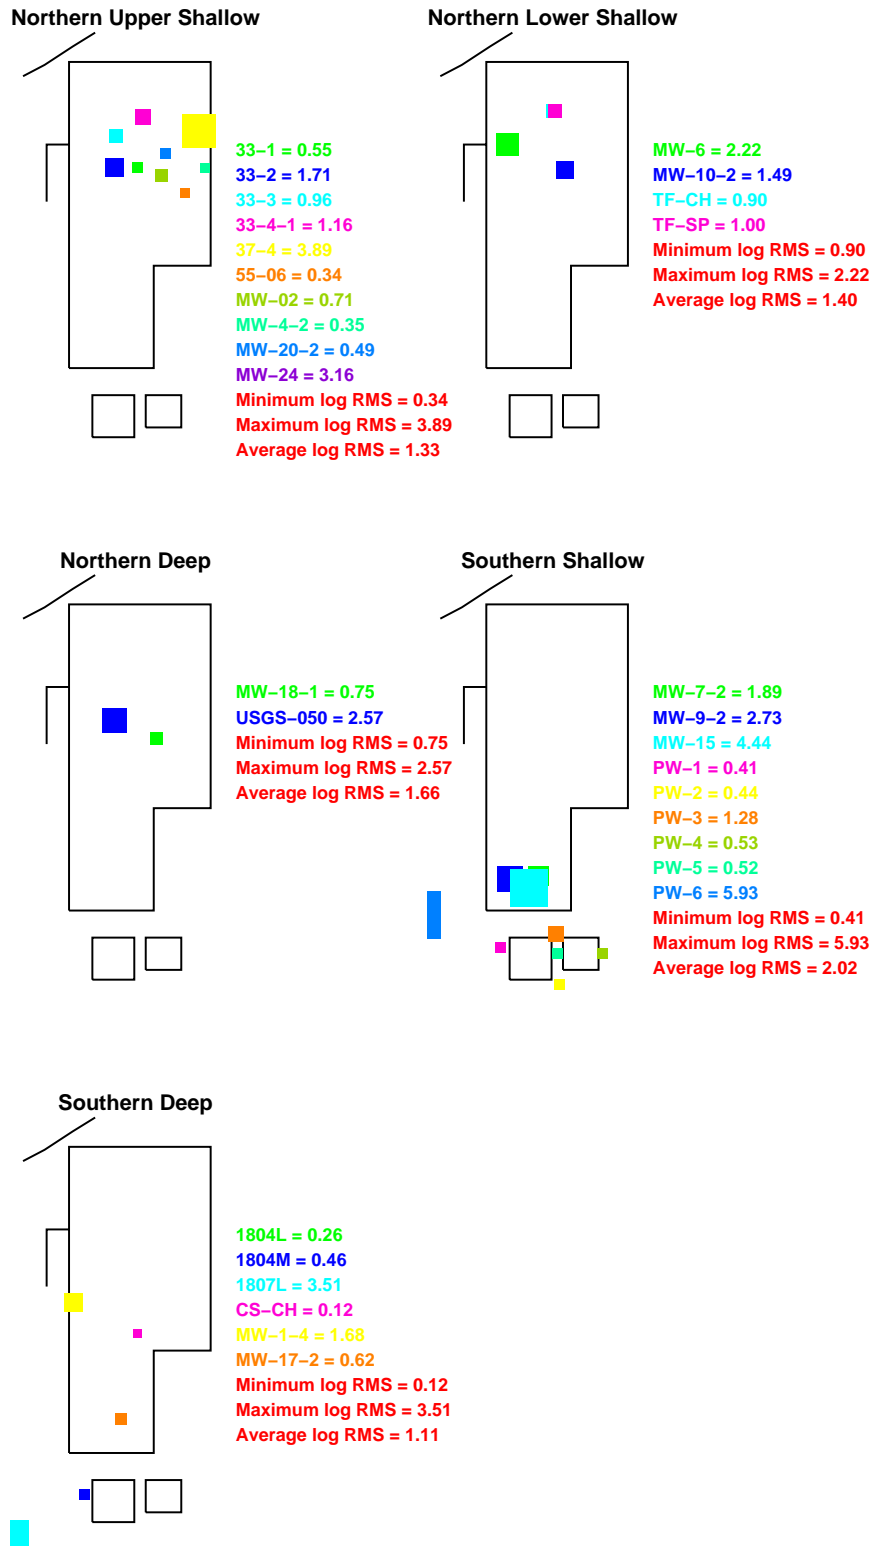 Northern Upper Shallow
33−1 = 0.55
33−2 = 1.71
33−3 = 0.96
33−4−1 = 1.16
37−4 = 3.89
55−06 = 0.34
MW−02 = 0.71
MW−4−2 = 0.35
MW−20−2 = 0.49
MW−24 = 3.16
Minimum log RMS = 0.34
Maximum log RMS = 3.89
Average log RMS = 1.33
Northern Lower Shallow
MW−6 = 2.22
MW−10−2 = 1.49
TF−CH = 0.90
TF−SP = 1.00
Minimum log RMS = 0.90
Maximum log RMS = 2.22
Average log RMS = 1.40
Northern Deep
MW−18−1 = 0.75
USGS−050 = 2.57
Minimum log RMS = 0.75
Maximum log RMS = 2.57
Average log RMS = 1.66
Southern Shallow
MW−7−2 = 1.89
MW−9−2 = 2.73
MW−15 = 4.44
PW−1 = 0.41
PW−2 = 0.44
PW−3 = 1.28
PW−4 = 0.53
PW−5 = 0.52
PW−6 = 5.93
Minimum log RMS = 0.41
Maximum log RMS = 5.93
Average log RMS = 2.02
Southern Deep
1804L = 0.26
1804M = 0.46
1807L = 3.51
CS−CH = 0.12
MW−1−4 = 1.68
MW−17−2 = 0.62
Minimum log RMS = 0.12
Maximum log RMS = 3.51
Average log RMS = 1.11